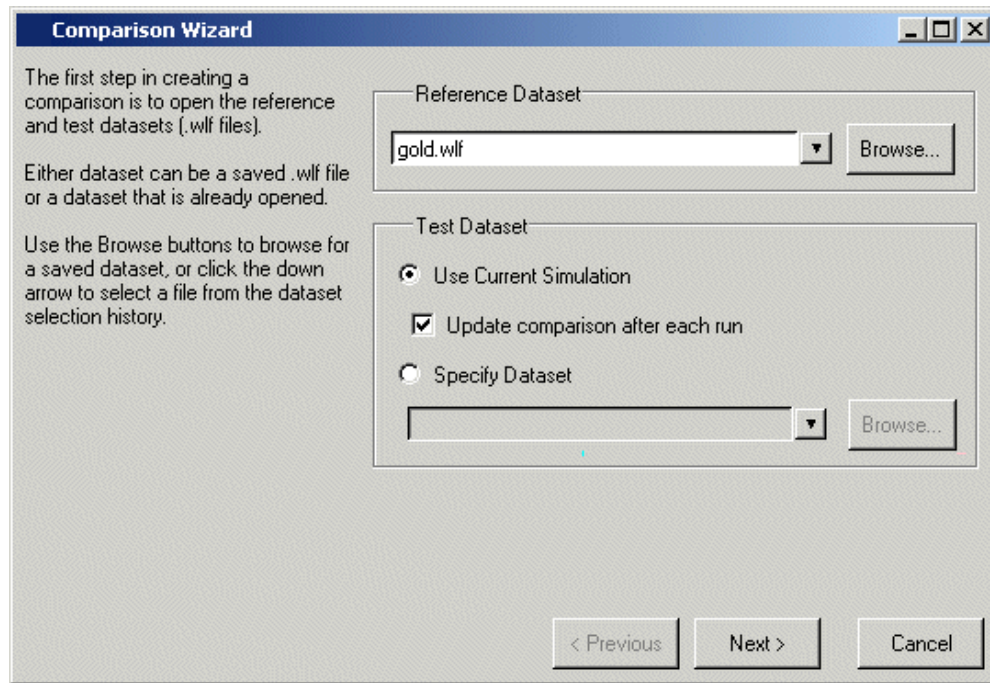 Comparison Wizard
The first step in creating a
comparison is to open the reference
and test datasets (.wlf files).
Either dataset can be a saved .wlf file
or a dataset that is already opened.
Use the Browse buttons to browse for
a saved dataset, or click the down
arrow to select a file from the dataset
selection history.
Reference Dataset
gold.wlf
Browse...
Test Dataset
Use Current Simulation
Update comparison after each run
Specify Dataset
Browse...
< Previous
Next >
Cancel